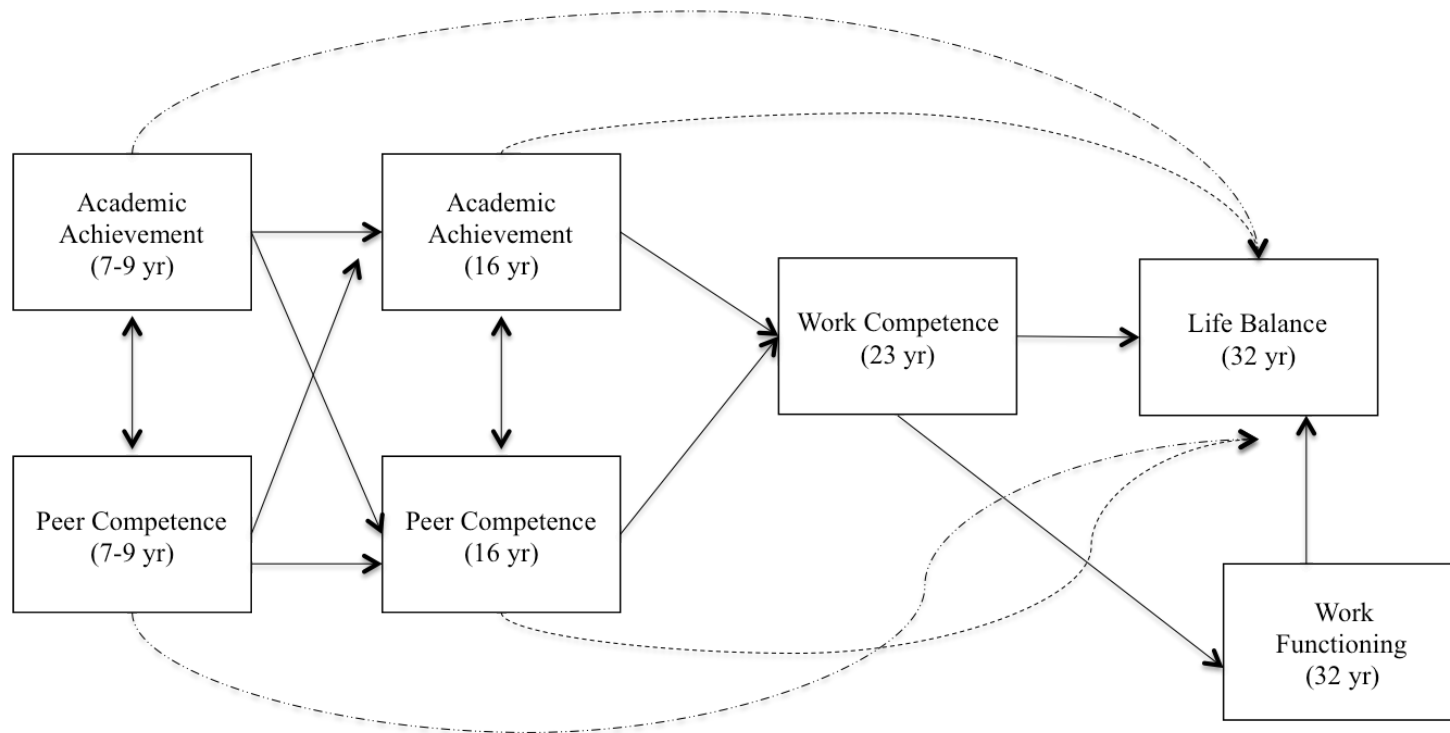 Academic
Achievement
(7-9 yr)
Academic
Achievement
(16 yr)
Work Competence
(23 yr)
Life Balance
(32 yr)
Peer Competence
(7-9 yr)
Peer Competence
(16 yr)
Work
Functioning
(32 yr)